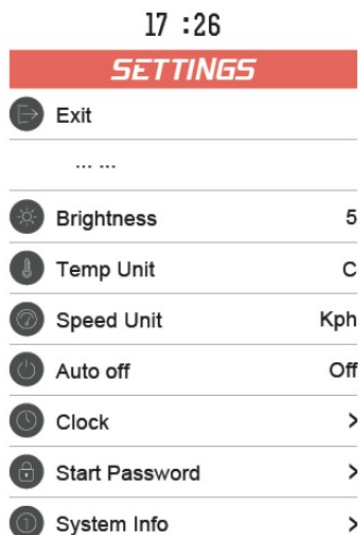 17 :26
SETTINGS
Exit
... ...
Brightness 5
Temp Unit C
Speed Unit Kph
Auto off Off
Clock >
Start Password >
System Info >